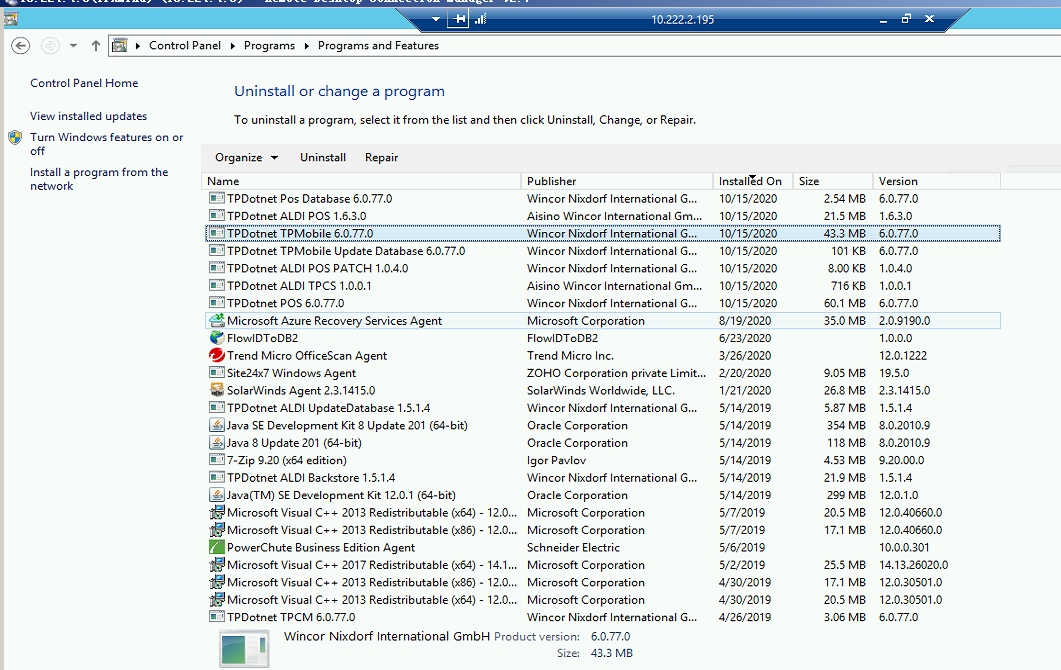 10.222.2.195
Control Panel Programs Programs and Features
Control Panel Home
View installed updates
Turn Windows features on or
off
Install a program from the
network
Uninstall or change a program
To uninstall a program, select it from the list and then click Uninstall, Change, or Repair.
Organize Uninstall Repair
Name Publisher Installed On Size Version
TPDotnet Pos Database 6.0.77.0 Wincor Nixdorf International G... 10/15/2020 2.54 MB 6.0.77.0
TPDotnet ALDI POS 1.6.3.0 Aisino Wincor International Gm... 10/15/2020 21.5 MB 1.6.3.0
TPDotnet TPMobile 6.0.77.0 Wincor Nixdorf International G... 10/15/2020 43.3 MB 6.0.77.0
TPDotnet TPMobile Update Database 6.0.77.0 Wincor Nixdorf International G... 10/15/2020 101 KB 6.0.77.0
TPDotnet ALDI POS PATCH 1.0.4.0 Wincor Nixdorf International G... 10/15/2020 8.00 KB 1.0.4.0
TPDotnet ALDI TPCS 1.0.0.1 Aisino Wincor International Gm... 10/15/2020 716 KB 1.0.0.1
TPDotnet POS 6.0.77.0 Wincor Nixdorf International G... 10/15/2020 60.1 MB 6.0.77.0
Microsoft Azure Recovery Services Agent Microsoft Corporation 8/19/2020 35.0 MB 2.0.9190.0
FlowIDToDB2 FlowIDToDB2 6/23/2020 1.0.0.0
Trend Micro OfficeScan Agent Trend Micro Inc. 3/26/2020 12.0.1222
Site24x7 Windows Agent ZOHO Corporation private Limit... 2/20/2020 9.05 MB 19.5.0
SolarWinds Agent 2.3.1415.0 SolarWinds Worldwide, LLC. 1/21/2020 26.8 MB 2.3.1415.0
TPDotnet ALDI UpdateDatabase 1.5.1.4 Wincor Nixdorf International G... 5/14/2019 5.87 MB 1.5.1.4
Java SE Development Kit 8 Update 201 (64-bit) Oracle Corporation 5/14/2019 354 MB 8.0.2010.9
Java 8 Update 201 (64-bit) Oracle Corporation 5/14/2019 118 MB 8.0.2010.9
7-Zip 9.20 (x64 edition) Igor Pavlov 5/14/2019 4.53 MB 9.20.00.0
TPDotnet ALDI Backstore 1.5.1.4 Wincor Nixdorf International G... 5/14/2019 21.9 MB 1.5.1.4
Java(TM) SE Development Kit 12.0.1 (64-bit) Oracle Corporation 5/14/2019 299 MB 12.0.1.0
Microsoft Visual C++ 2013 Redistributable (x64) - 12.0... Microsoft Corporation 5/7/2019 20.5 MB 12.0.40660.0
Microsoft Visual C++ 2013 Redistributable (x86) - 12.0... Microsoft Corporation 5/7/2019 17.1 MB 12.0.40660.0
PowerChute Business Edition Agent Schneider Electric 5/6/2019 10.0.0.301
Microsoft Visual C++ 2017 Redistributable (x64) - 14.1... Microsoft Corporation 5/2/2019 25.5 MB 14.13.26020.0
Microsoft Visual C++ 2013 Redistributable (x86) - 12.0... Microsoft Corporation 4/30/2019 17.1 MB 12.0.30501.0
Microsoft Visual C++ 2013 Redistributable (x64) - 12.0... Microsoft Corporation 4/30/2019 20.5 MB 12.0.30501.0
TPDotnet TPCM 6.0.77.0 Wincor Nixdorf International G... 4/26/2019 3.06 MB 6.0.77.0
Wincor Nixdorf International GmbH Product version: 6.0.77.0
Size: 43.3 MB